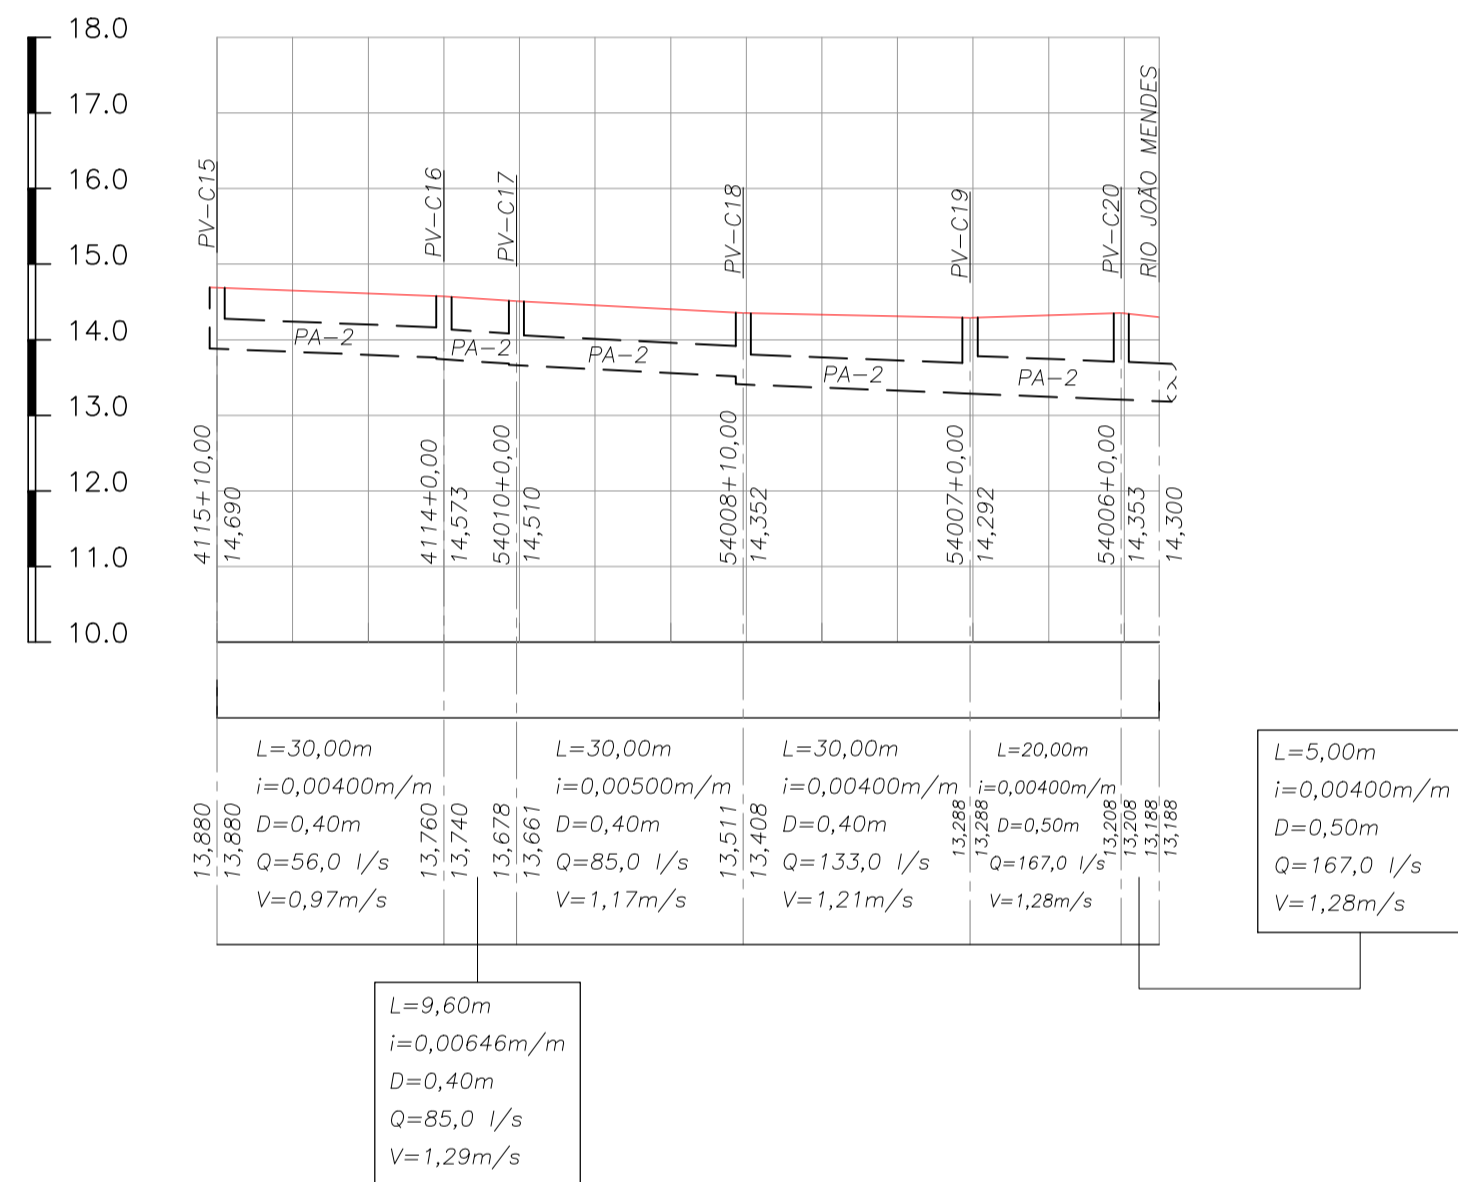 18.0
17.0
16.0
15.0
14.0
13.0
12.0
11.0
10.0
PV-C15
PV-C16
PV-C17
PV-C18
PV-C19
PV-C20
RIO JOÃO MENDES
PA-2
PA-2
PA-2
PA-2
PA-2
4115+10,00
14,690
4114+0,00
14,573
54010+0,00
14,510
54008+10,00
14,352
54007+0,00
14,292
54006+0,00
14,353
14,300
13,880
13,880
L=30,00m
i=0,00400m/m
D=0,40m
Q=56,0 l/s
V=0,97m/s
13,760
13,740
13,678
13,661
L=30,00m
i=0,00500m/m
D=0,40m
Q=85,0 l/s
V=1,17m/s
13,511
13,408
L=30,00m
i=0,00400m/m
D=0,40m
Q=133,0 l/s
V=1,21m/s
13,288
13,288
L=20,00m
i=0,00400m/m
D=0,50m
Q=167,0 l/s
V=1,28m/s
13,208
13,208
13,188
13,188
L=5,00m
i=0,00400m/m
D=0,50m
Q=167,0 l/s
V=1,28m/s
L=9,60m
i=0,00646m/m
D=0,40m
Q=85,0 l/s
V=1,29m/s